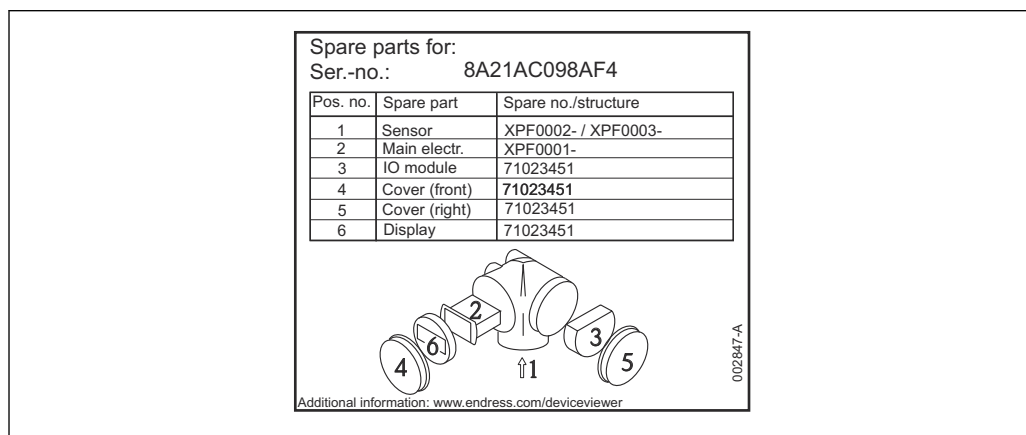 Spare parts for:
Ser.-no.: 8A21AC098AF4
Pos. no. Spare part Spare no./structure
1 Sensor XPF0002- / XPF0003-
2 Main electr. XPF0001-
3 IO module 71023451
4 Cover (front) 71023451
5 Cover (right) 71023451
6 Display 71023451
2
6
3
4
⇧1
5
002847-A
Additional information: www.endress.com/deviceviewer